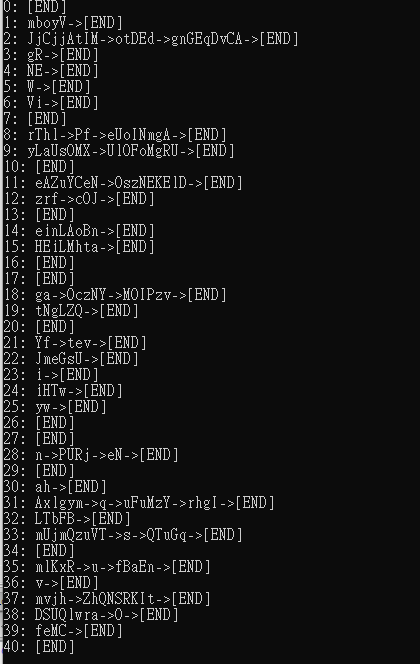 0: [END]
1: mboyV->[END]
2: JjCjjAtIM->otDEd->gnGEqDvCA->[END]
3: gR->[END]
4: NE->[END]
5: W->[END]
6: Vi->[END]
7: [END]
8: rThl->Pf->eUoINmgA->[END]
9: yLaUsOMX->UlOFoMgRU->[END]
10: [END]
11: eAZuYCeN->OszNEKElD->[END]
12: zrf->cOJ->[END]
13: [END]
14: einLAoBn->[END]
15: HEiLMhta->[END]
16: [END]
17: [END]
18: ga->OczNY->MOIPzv->[END]
19: tNgLZQ->[END]
20: [END]
21: Yf->tev->[END]
22: JmeGsU->[END]
23: i->[END]
24: iHTw->[END]
25: yw->[END]
26: [END]
27: [END]
28: n->PURj->eN->[END]
29: [END]
30: ah->[END]
31: Axlgym->q->uFuMzY->rhgI->[END]
32: LTbFB->[END]
33: mUjmQzuVT->s->QTuGq->[END]
34: [END]
35: mlKxR->u->fBaEn->[END]
36: v->[END]
37: mvjh->ZhQNSRKIt->[END]
38: DSUQlwra->O->[END]
39: feMC->[END]
40: [END]